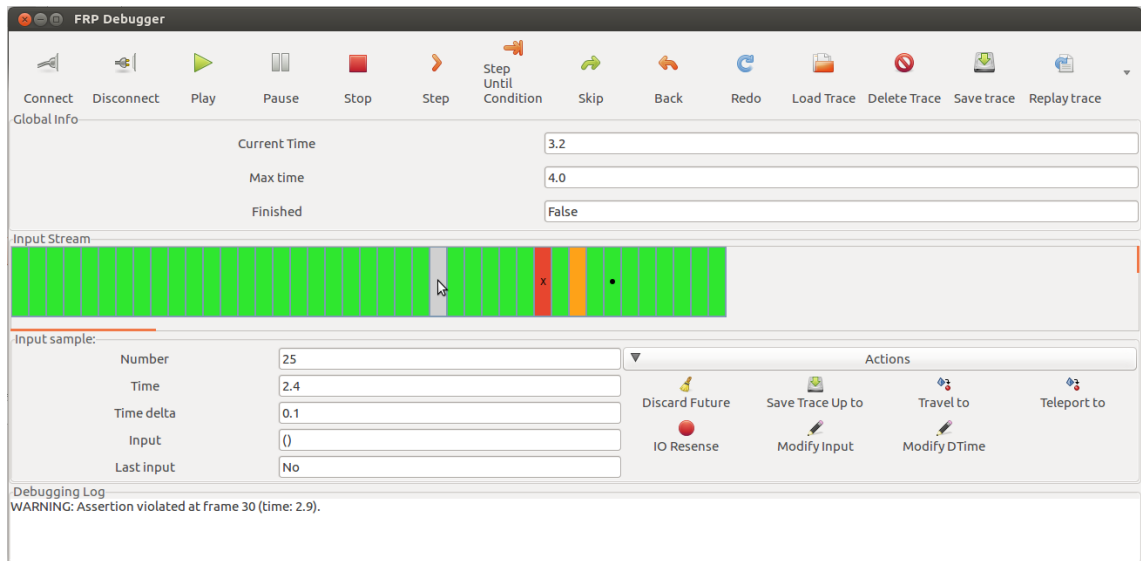 FRP Debugger
Connect Disconnect Play Pause Stop Step Step Until Condition Skip Back Redo Load Trace Delete Trace Save trace Replay trace
Global Info
Current Time 3.2
Max time 4.0
Finished False
Input Stream
X
Input sample:
Number 25
Time 2.4
Time delta 0.1
Input ()
Last input No
Actions
Discard Future Save Trace Up to Travel to Teleport to
IO Resense Modify Input Modify DTime
Debugging Log
WARNING: Assertion violated at frame 30 (time: 2.9).